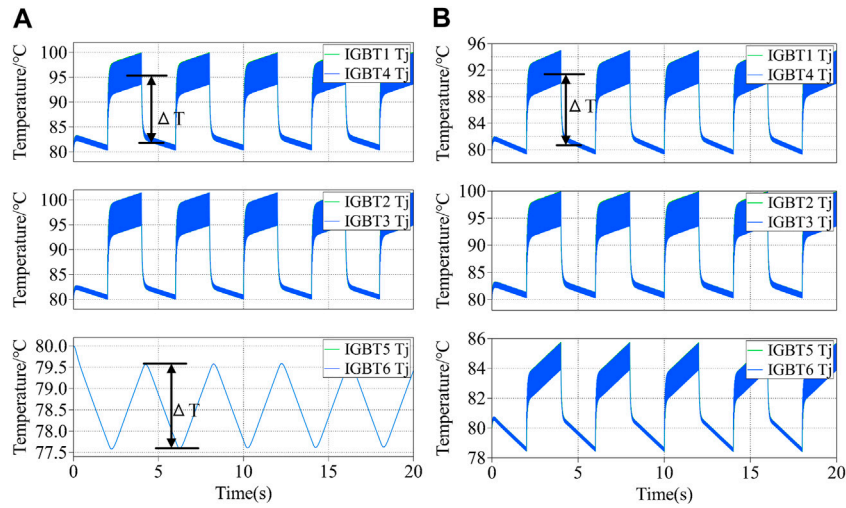 A
B
Temperature/°C
100
95
90
85
80
IGBT1 Tj
IGBT4 Tj
Δ T
Temperature/°C
96
92
88
84
80
IGBT1 Tj
IGBT4 Tj
Δ T
Temperature/°C
100
95
90
85
80
IGBT2 Tj
IGBT3 Tj
Temperature/°C
100
95
90
85
80
IGBT2 Tj
IGBT3 Tj
Temperature/°C
80.0
79.5
79.0
78.5
78.0
77.5
IGBT5 Tj
IGBT6 Tj
Δ T
0 5 10 15 20
Time(s)
Temperature/°C
86
84
82
80
78
IGBT5 Tj
IGBT6 Tj
0 5 10 15 20
Time(s)